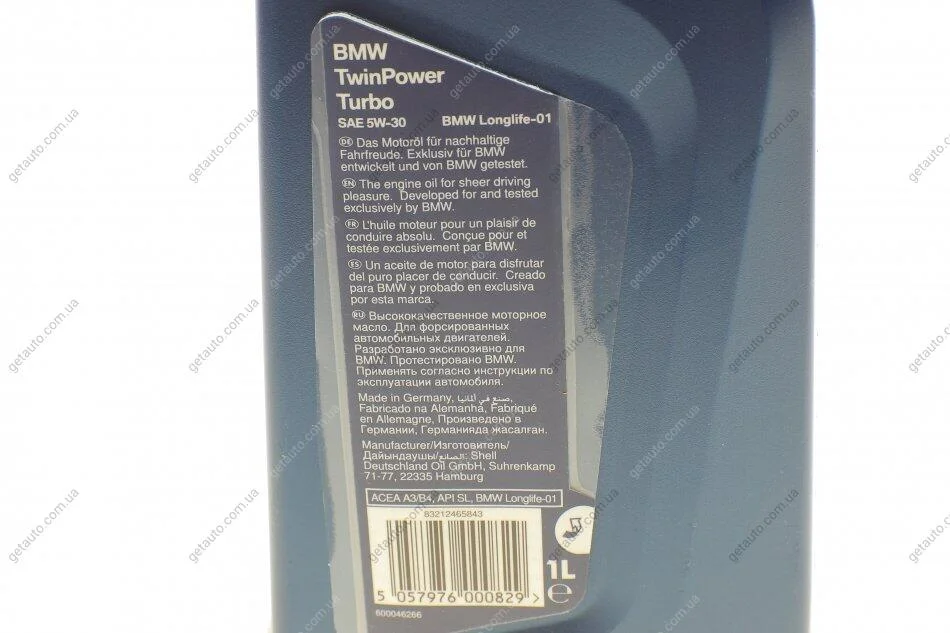 BMW
TwinPower
Turbo
SAE 5W-30 BMW Longlife-01
DE Das Motoröl für nachhaltige
Fahrfreude. Exklusiv für BMW
entwickelt und von BMW getestet.
EN The engine oil for sheer driving
pleasure. Developed for and tested
exclusively by BMW.
FR L'huile moteur pour un plaisir de
conduire absolu. Conçue pour et
testée exclusivement par BMW.
ES Un aceite de motor para disfrutar
del puro placer de conducir. Creado
para BMW y probado en exclusiva
por esta marca.
RU Высококачественное моторное
масло. Для форсированных
автомобильных двигателей.
Разработано эксклюзивно для
BMW. Протестировано BMW.
Применять согласно инструкции по
эксплуатации автомобиля.
Made in Germany, صنع في ألمانيا,
Fabricado na Alemanha, Fabriqué
en Allemagne, Произведено в
Германии, Германияда жасалған.
Manufacturer/Изготовитель/
Дайындаушы/الصانع: Shell
Deutschland Oil GmbH, Suhrenkamp
71-77, 22335 Hamburg
ACEA A3/B4, API SL, BMW Longlife-01
83212465843
5 057976 000829 >
600046266
1L
e
getauto.com.ua